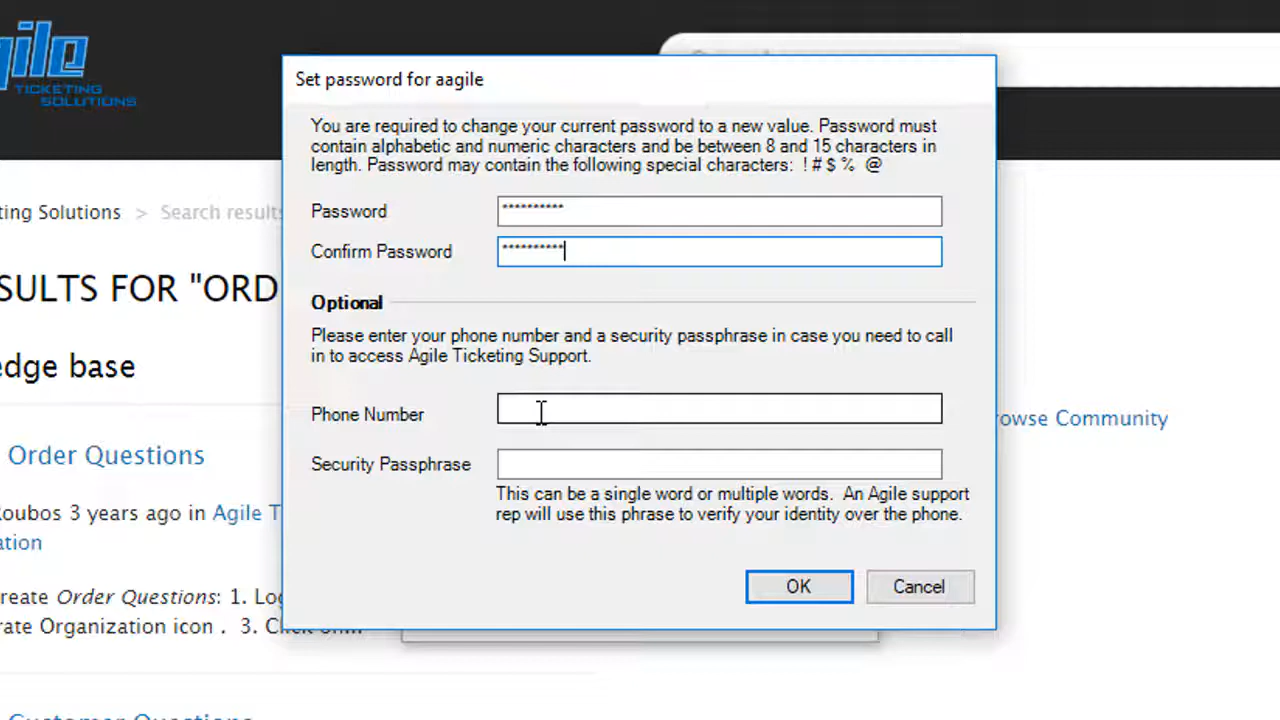 gile
TICKETING
SOLUTIONS
Set password for aagile
You are required to change your current password to a new value. Password must
contain alphabetic and numeric characters and be between 8 and 15 characters in
length. Password may contain the following special characters: ! # $ % @
ting Solutions > Search results
Password **********
Confirm Password **********
SULTS FOR "ORD
Optional
Please enter your phone number and a security passphrase in case you need to call
in to access Agile Ticketing Support.
edge base
Phone Number
owse Community
Order Questions
Security Passphrase
This can be a single word or multiple words. An Agile support
rep will use this phrase to verify your identity over the phone.
Roubos 3 years ago in Agile T
ation
OK Cancel
reate Order Questions: 1. Log
rate Organization icon . 3. Click on...